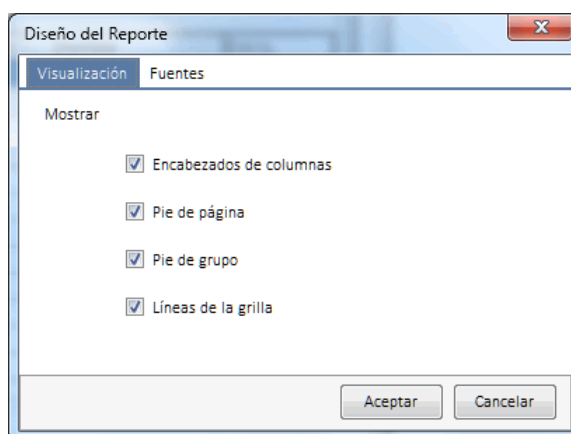 Diseño del Reporte
Visualización Fuentes
Mostrar
Encabezados de columnas
Pie de página
Pie de grupo
Líneas de la grilla
Aceptar Cancelar